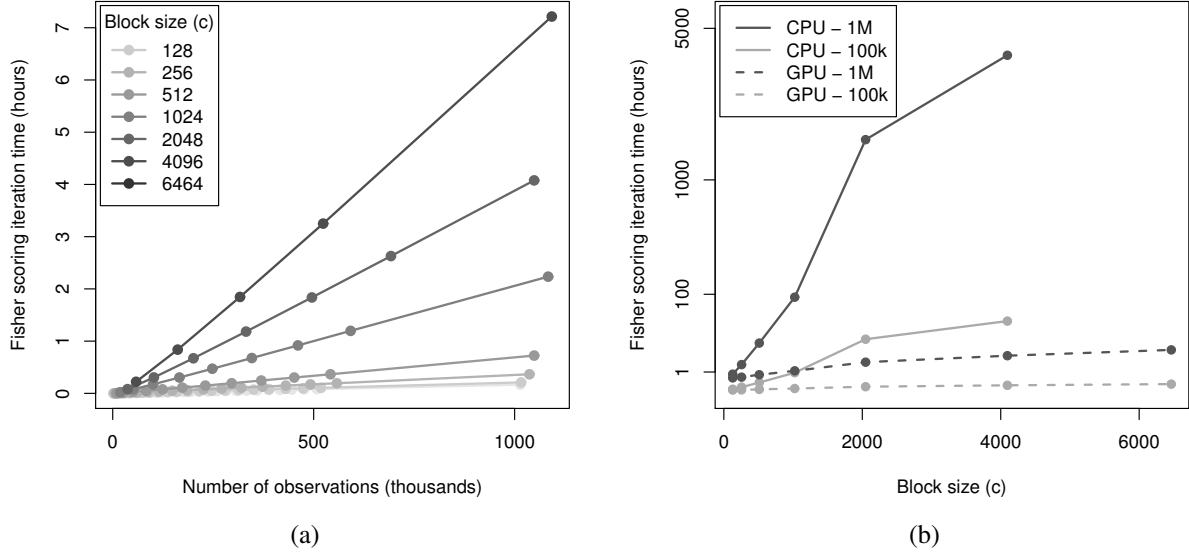 Block size (c)
128
256
512
1024
2048
4096
6464
7
6
5
4
3
2
1
0
Fisher scoring iteration time (hours)
0
500
1000
Number of observations (thousands)
(a)
CPU − 1M
CPU − 100k
GPU − 1M
GPU − 100k
5000
1000
100
1
Fisher scoring iteration time (hours)
0
2000
4000
6000
Block size (c)
(b)